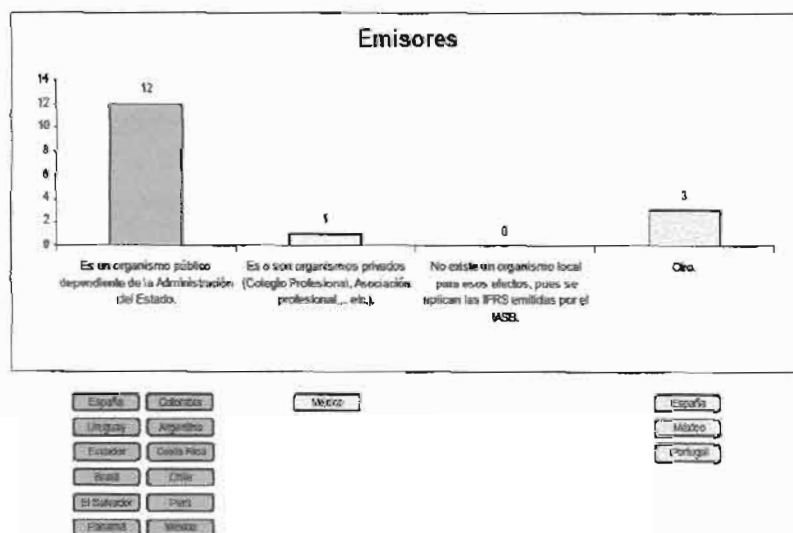 Emisores
14
12
10
8
6
4
2
0
12
1
0
3
Es un organismo público
dependiente de la Administración
del Estado.
Es o son organismos privados
(Colegio Profesional, Asociación
profesional,.. etc.).
No existe un organismo local
para esos efectos, pues se
aplican las IFRS emitidas por el
IASB.
Otro.
España Colombia
Uruguay Argentina
Ecuador Costa Rica
Brasil Chile
El Salvador Perú
Panamá México
México
España
México
Portugal